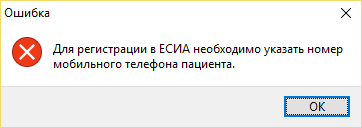 Ошибка
Для регистрации в ЕСИА необходимо указать номер
мобильного телефона пациента.
OK